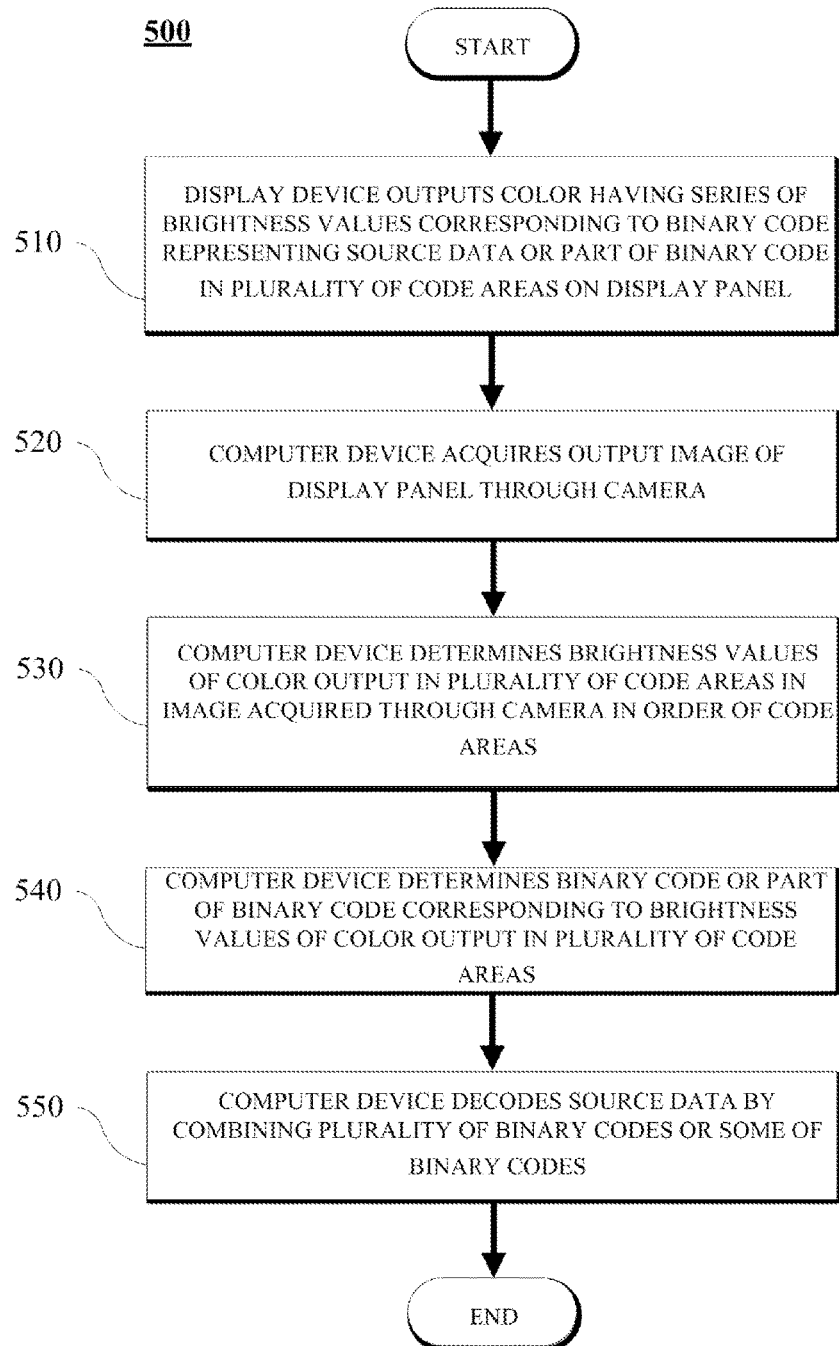 500
START
510
DISPLAY DEVICE OUTPUTS COLOR HAVING SERIES OF
BRIGHTNESS VALUES CORRESPONDING TO BINARY CODE
REPRESENTING SOURCE DATA OR PART OF BINARY CODE
IN PLURALITY OF CODE AREAS ON DISPLAY PANEL
520
COMPUTER DEVICE ACQUIRES OUTPUT IMAGE OF
DISPLAY PANEL THROUGH CAMERA
530
COMPUTER DEVICE DETERMINES BRIGHTNESS VALUES
OF COLOR OUTPUT IN PLURALITY OF CODE AREAS IN
IMAGE ACQUIRED THROUGH CAMERA IN ORDER OF CODE
AREAS
540
COMPUTER DEVICE DETERMINES BINARY CODE OR PART
OF BINARY CODE CORRESPONDING TO BRIGHTNESS
VALUES OF COLOR OUTPUT IN PLURALITY OF CODE
AREAS
550
COMPUTER DEVICE DECODES SOURCE DATA BY
COMBINING PLURALITY OF BINARY CODES OR SOME OF
BINARY CODES
END